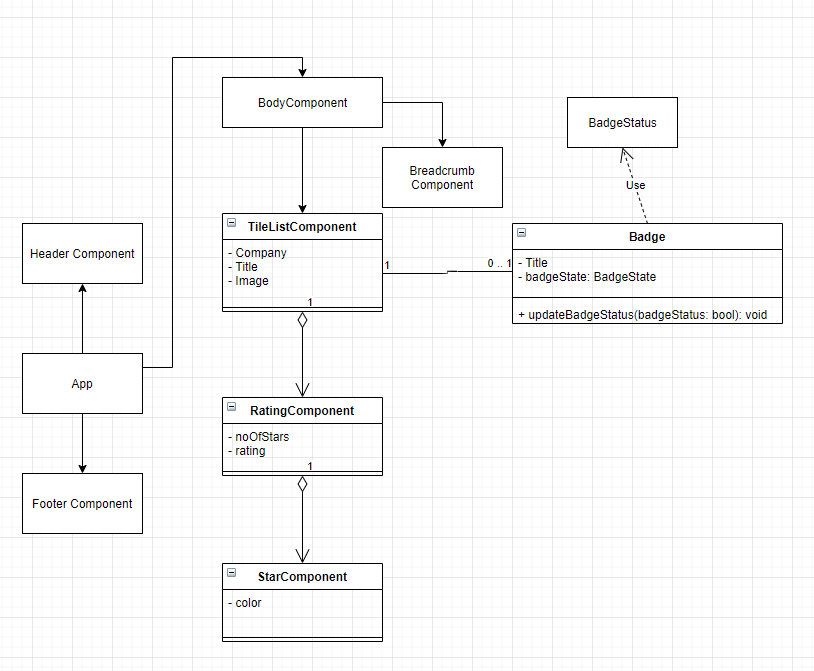 BodyComponent
BadgeStatus
Breadcrumb
Component
Use
TileListComponent
- Company
- Title
- Image
1
1
0 .. 1
Badge
- Title
- badgeState: BadgeState
+ updateBadgeStatus(badgeStatus: bool): void
Header Component
App
Footer Component
RatingComponent
- noOfStars
- rating
1
StarComponent
- color